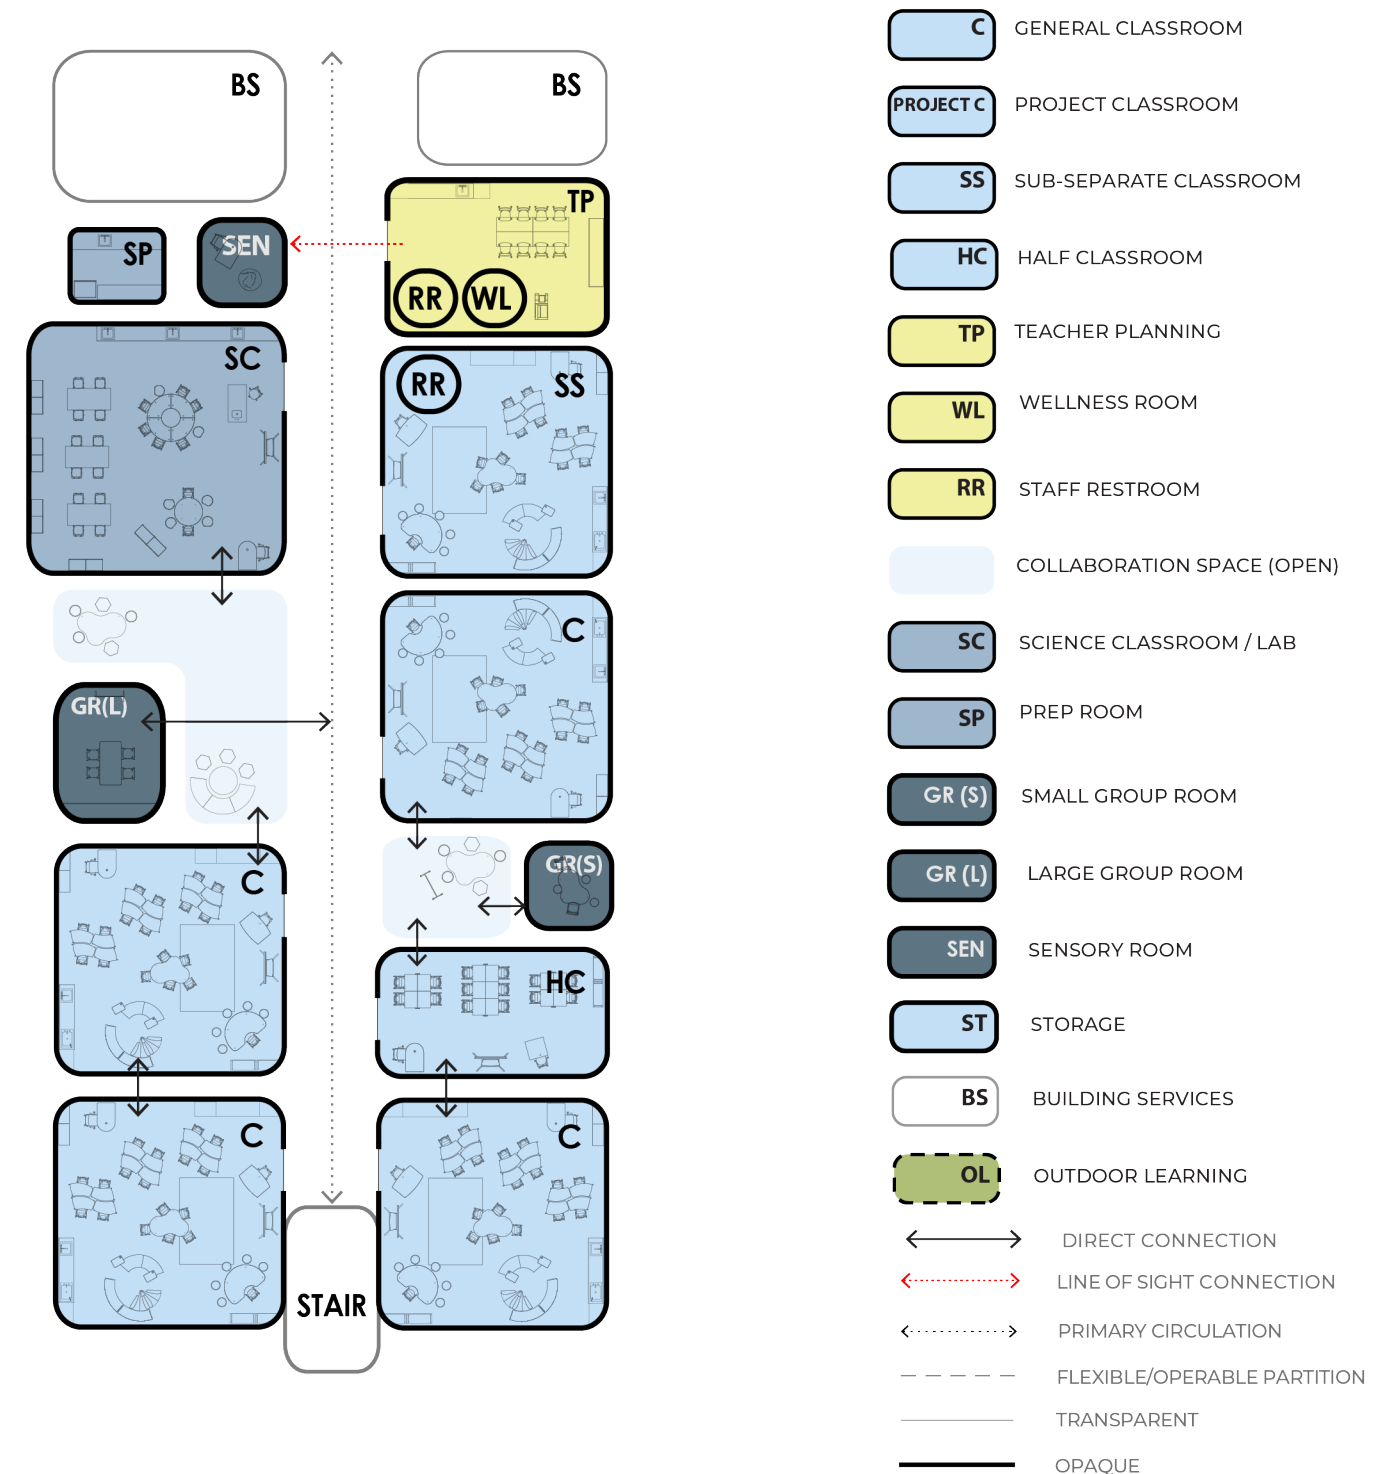 BS
BS
TP
SP
SEN
RR
WL
SC
RR
SS
C
GR(L)
GR(S)
C
HC
C
C
STAIR
C
GENERAL CLASSROOM
PROJECT C
PROJECT CLASSROOM
SS
SUB-SEPARATE CLASSROOM
HC
HALF CLASSROOM
TP
TEACHER PLANNING
WL
WELLNESS ROOM
RR
STAFF RESTROOM
COLLABORATION SPACE (OPEN)
SC
SCIENCE CLASSROOM / LAB
SP
PREP ROOM
GR (S)
SMALL GROUP ROOM
GR (L)
LARGE GROUP ROOM
SEN
SENSORY ROOM
ST
STORAGE
BS
BUILDING SERVICES
OL
OUTDOOR LEARNING
DIRECT CONNECTION
LINE OF SIGHT CONNECTION
PRIMARY CIRCULATION
FLEXIBLE/OPERABLE PARTITION
TRANSPARENT
OPAQUE